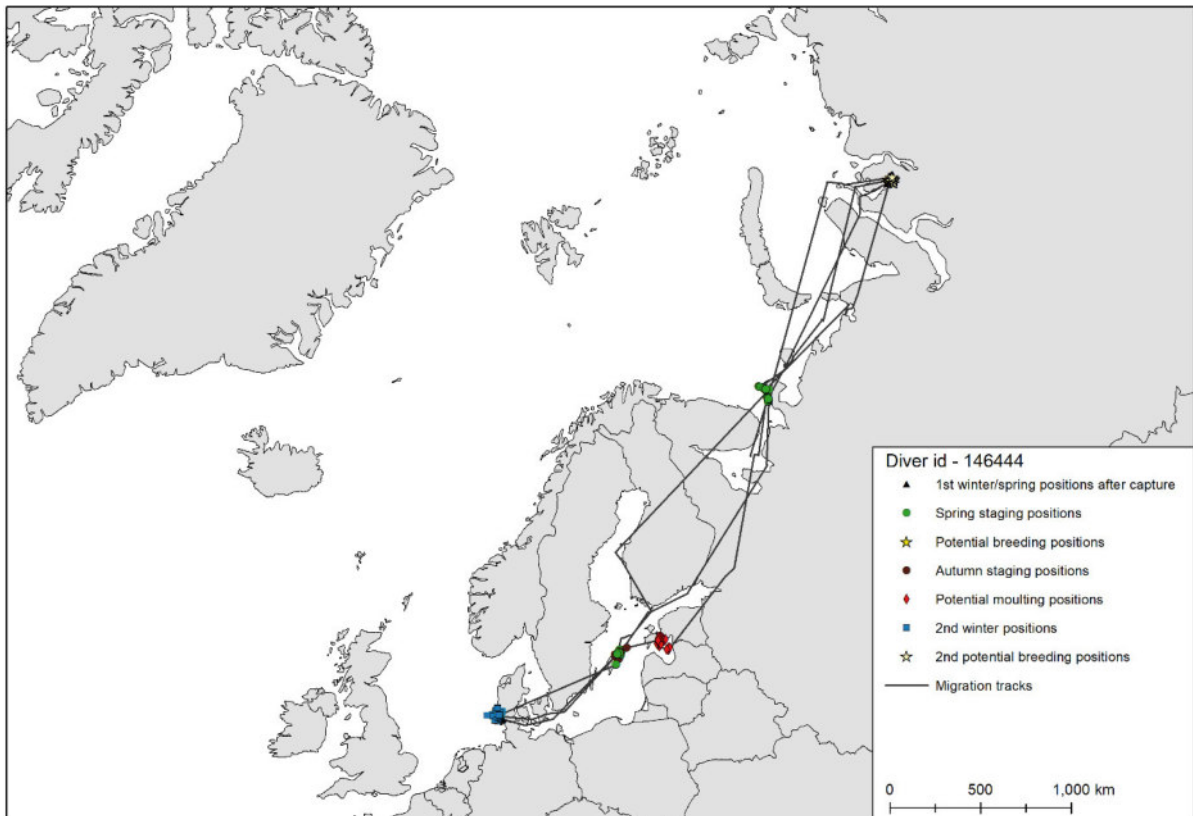 Diver id - 146444
1st winter/spring positions after capture
Spring staging positions
Potential breeding positions
Autumn staging positions
Potential moulting positions
2nd winter positions
2nd potential breeding positions
Migration tracks
0 500 1,000 km